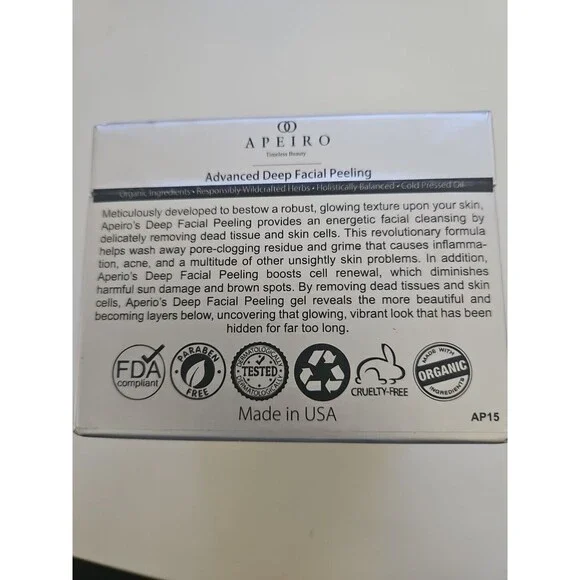 APEIRO
Timeless Beauty
Advanced Deep Facial Peeling
Organic Ingredients • Responsibly Wildcrafted Herbs • Holistically Balanced • Cold Pressed Oil
Meticulously developed to bestow a robust, glowing texture upon your skin,
Apeiro's Deep Facial Peeling provides an energetic facial cleansing by
delicately removing dead tissue and skin cells. This revolutionary formula
helps wash away pore-clogging residue and grime that causes inflamma-
tion, acne, and a multitude of other unsightly skin problems. In addition,
Aperio's Deep Facial Peeling boosts cell renewal, which diminishes
harmful sun damage and brown spots. By removing dead tissues and skin
cells, Aperio's Deep Facial Peeling gel reveals the more beautiful and
becoming layers below, uncovering that glowing, vibrant look that has been
hidden for far too long.
FDA
compliant
PARABEN
FREE
DERMATOLOGICALLY
TESTED
DERMATOLOGICALLY
CRUELTY-FREE
MADE WITH
ORGANIC
INGREDIENTS
Made in USA
AP15